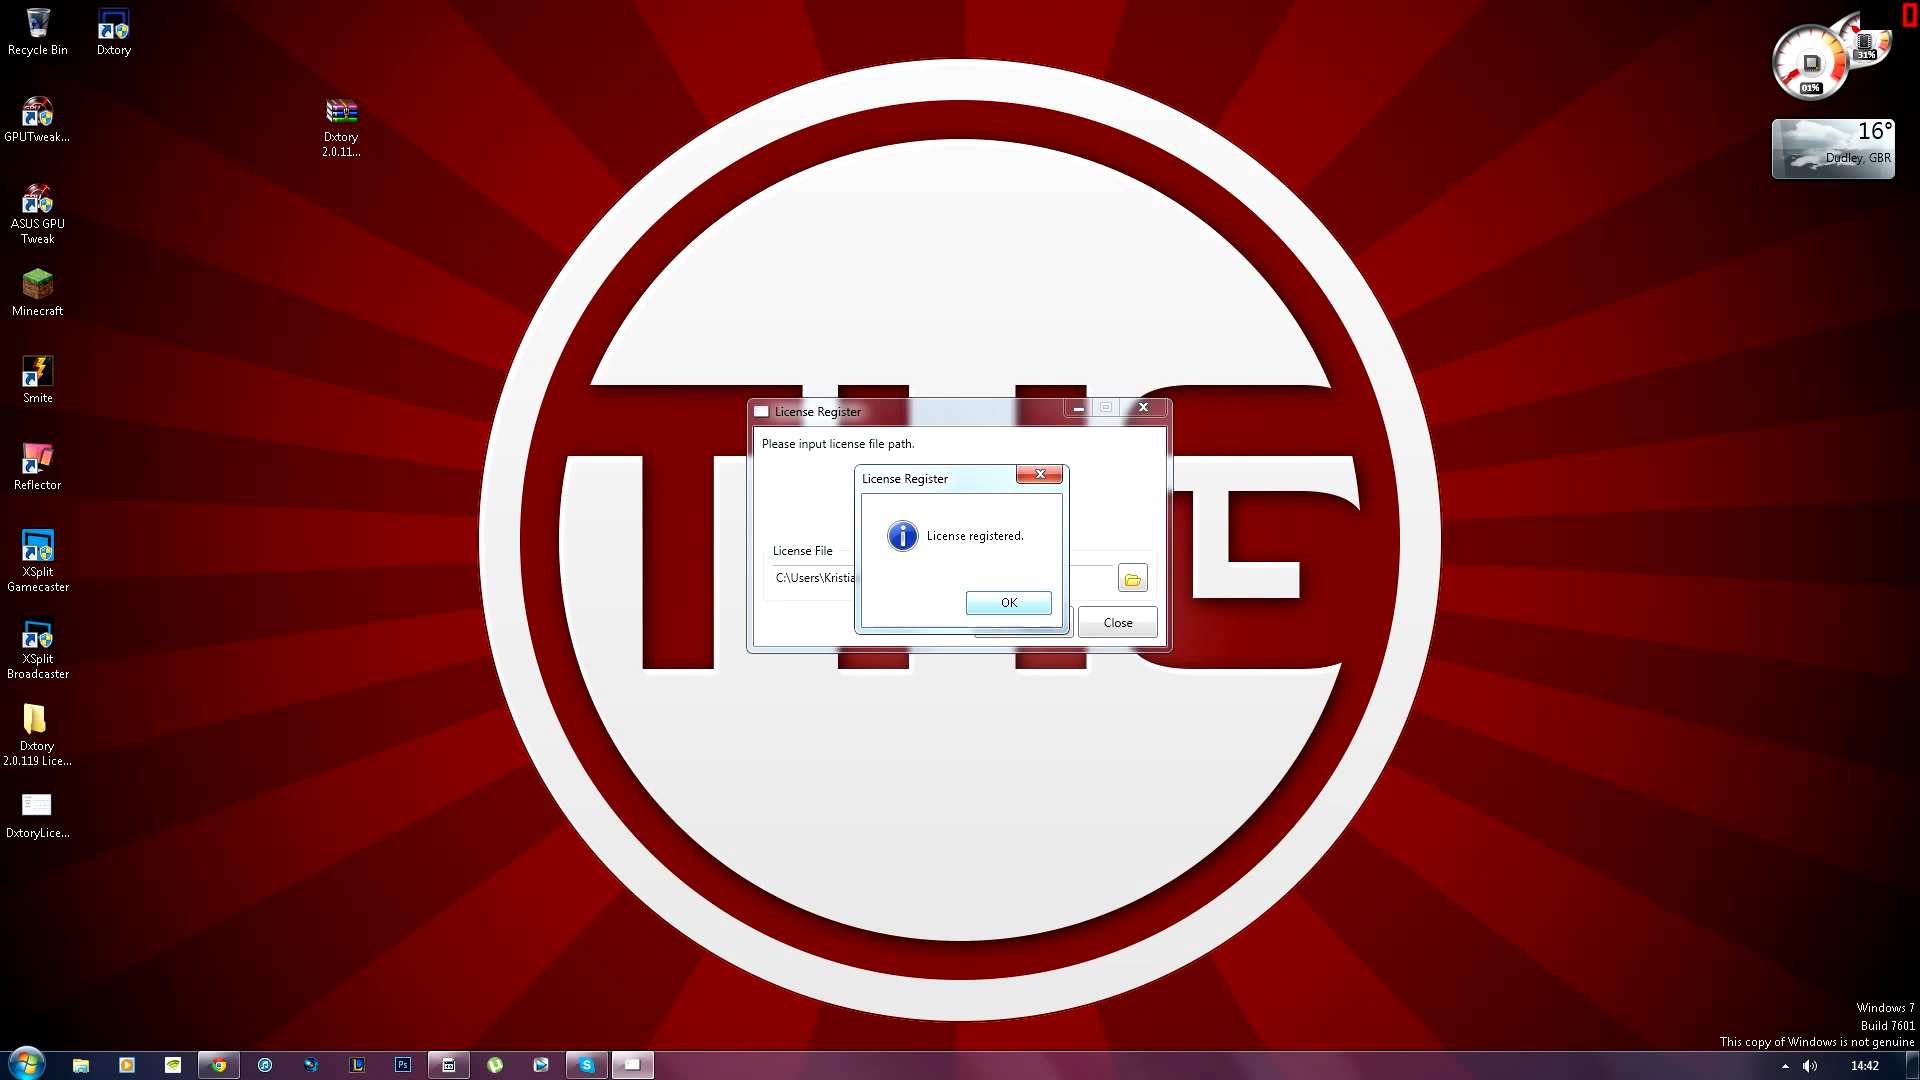 Recycle Bin
Dxtory
GPUTweak...
Dxtory
2.0.11...
ASUS GPU
Tweak
Minecraft
Smite
Reflector
XSplit
Gamecaster
XSplit
Broadcaster
Dxtory
2.0.119 Lice...
DxtoryLice...
31%
01%
16°
Dudley, GBR
0
License Register
Please input license file path.
License File
C:\Users\Kristia
Close
License Register
License registered.
OK
Windows 7
Build 7601
This copy of Windows is not genuine
Ps
14:42